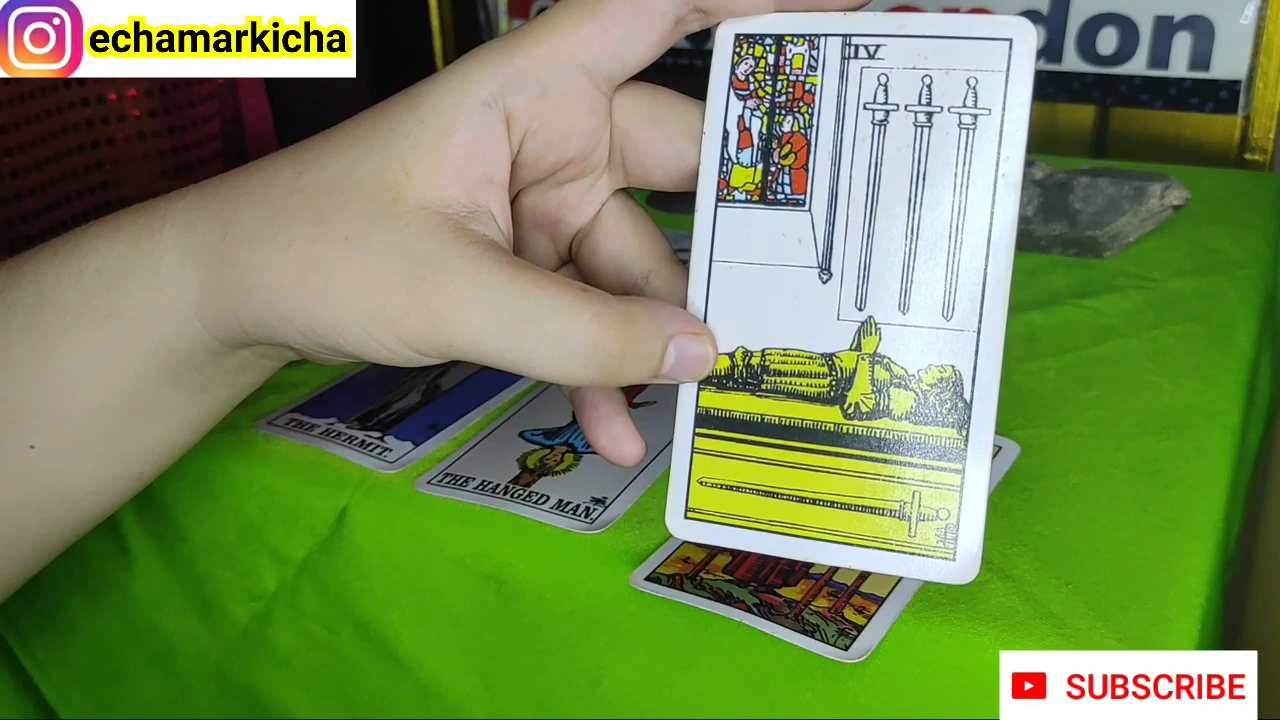 echamarkicha
don
IV
THE HERMIT.
THE HANGED MAN.
SUBSCRIBE